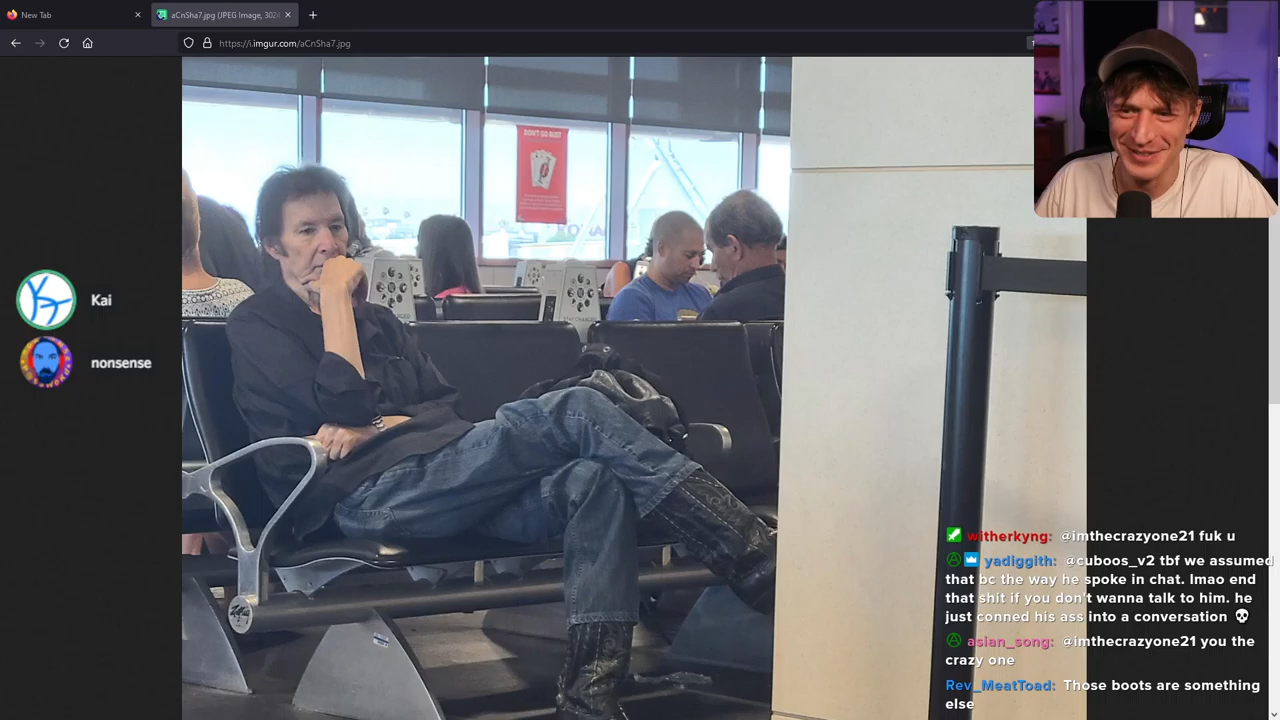 New Tab
aCnSha7.jpg (JPEG Image, 3024
https://i.imgur.com/aCnSha7.jpg
DON'T GO BUST
Kai
nonsense
witherkyng: @imthecrazyone21 fuk u
yadiggith: @cuboos_v2 tbf we assumed
that bc the way he spoke in chat. lmao end
that shit if you don't wanna talk to him. he
just conned his ass into a conversation 💀
asian_song: @imthecrazyone21 you the
crazy one
Rev_MeatToad: Those boots are something
else